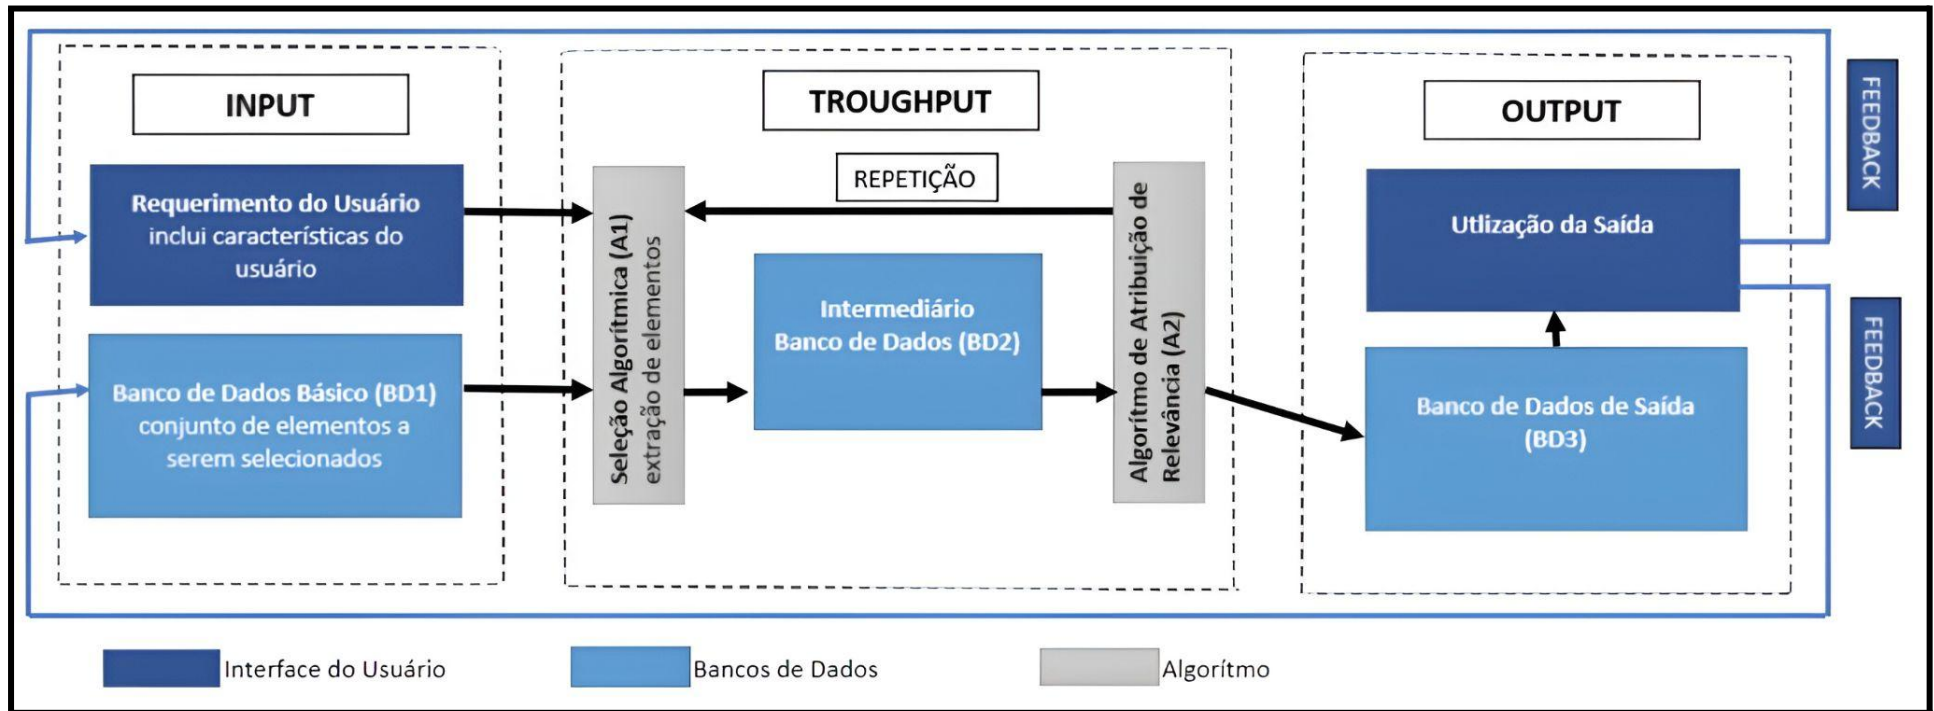 INPUT
Requerimento do Usuário
inclui características do
usuário
Banco de Dados Básico (BD1)
conjunto de elementos a
serem selecionados
TROUGHPUT
REPETIÇÃO
Seleção Algorítmica (A1)
extração de elementos
Intermediário
Banco de Dados (BD2)
Algorítmo de Atribuição de
Relevância (A2)
OUTPUT
Utlização da Saída
Banco de Dados de Saída
(BD3)
FEEDBACK
FEEDBACK
Interface do Usuário
Bancos de Dados
Algorítmo